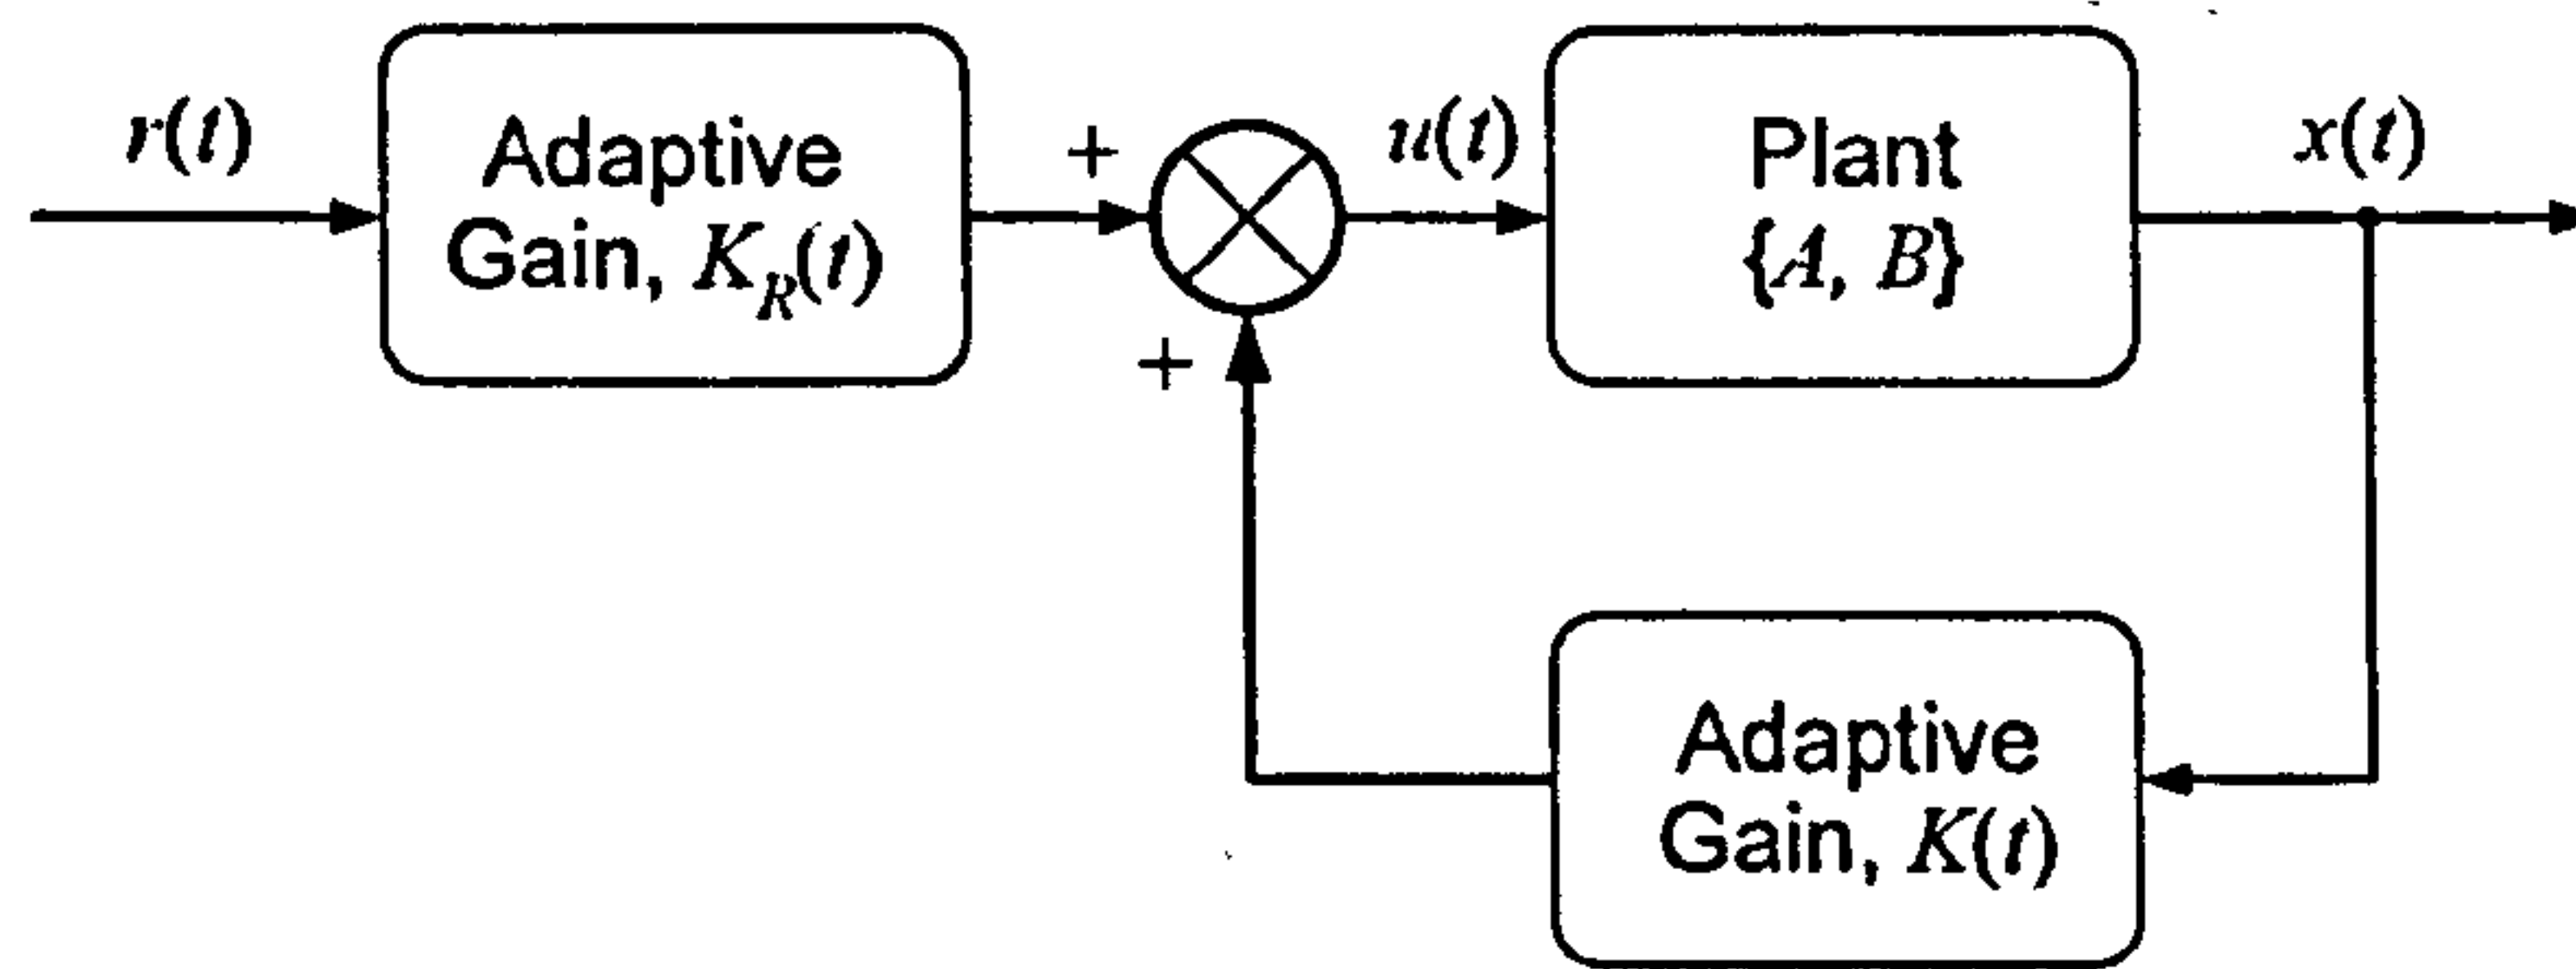 r(t)
Adaptive
Gain, K_R(t)
+
+
u(t)
Plant
{A, B}
x(t)
Adaptive
Gain, K(t)